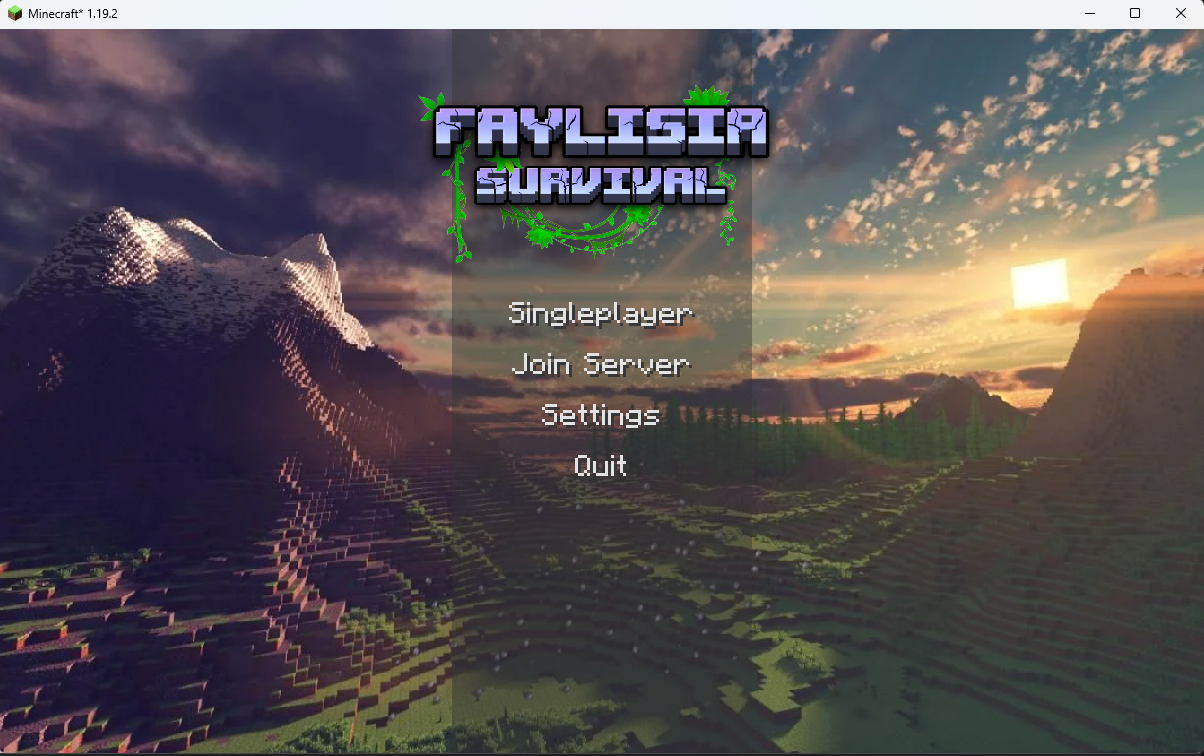 Minecraft* 1.19.2
FAYLISIA
SURVIVAL
Singleplayer
Join Server
Settings
Quit